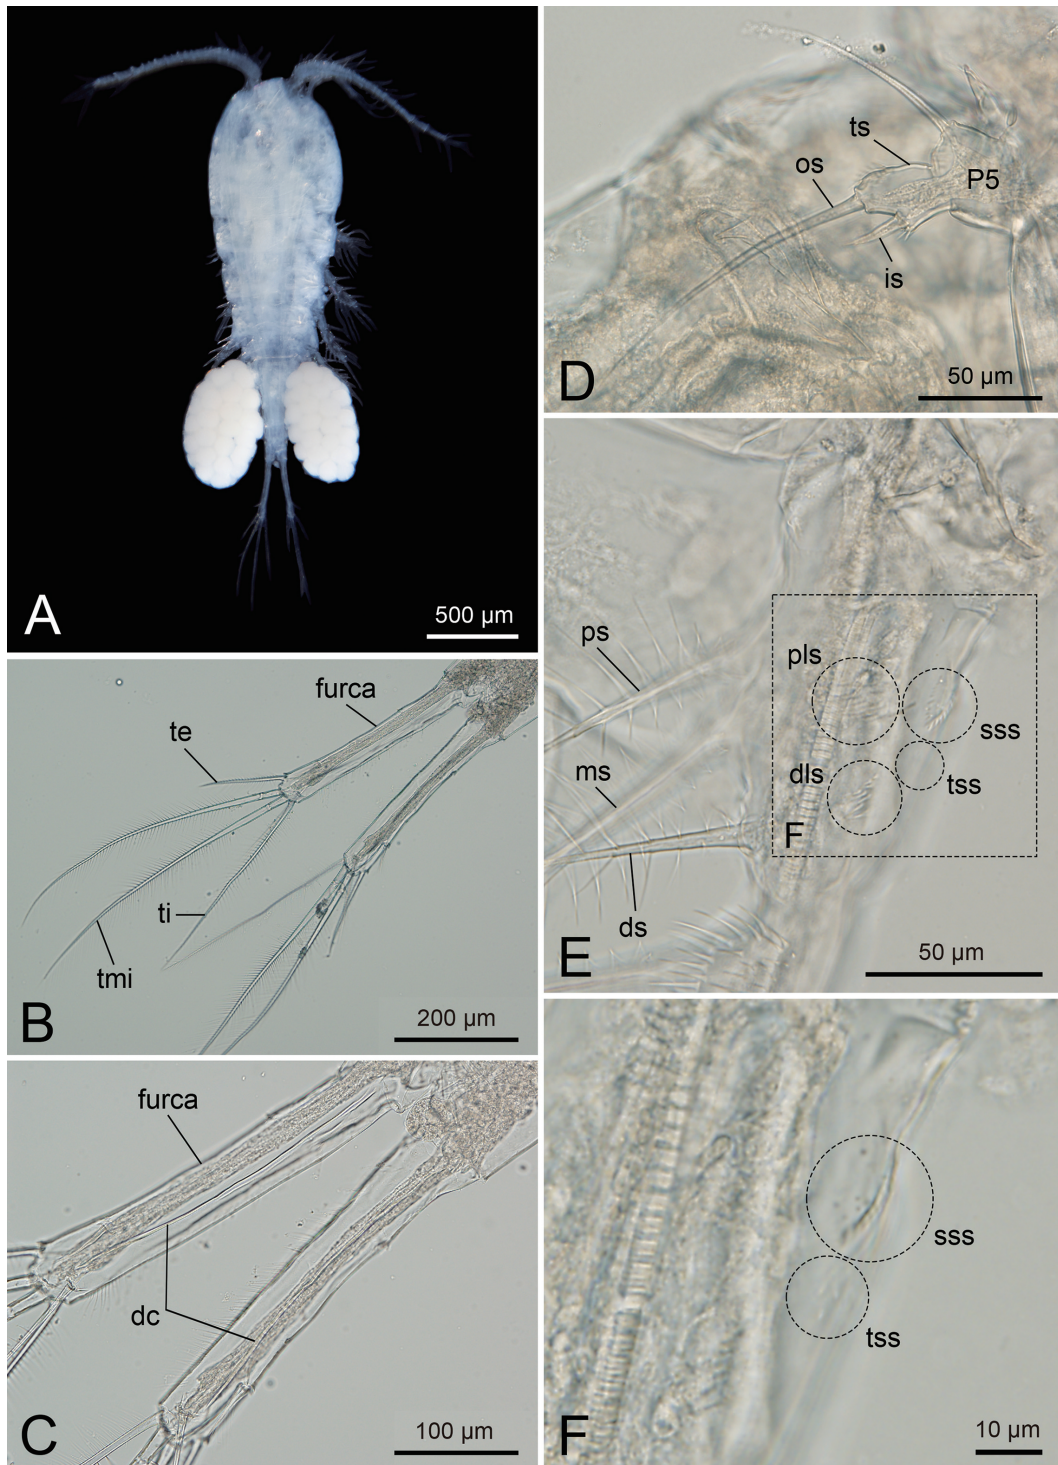 A
500 µm
furca
te
ti
tmi
B
200 µm
furca
dc
C
100 µm
ts
os
P5
is
D
50 µm
ps
pls
sss
ms
dls
tss
F
ds
E
50 µm
sss
tss
F
10 µm